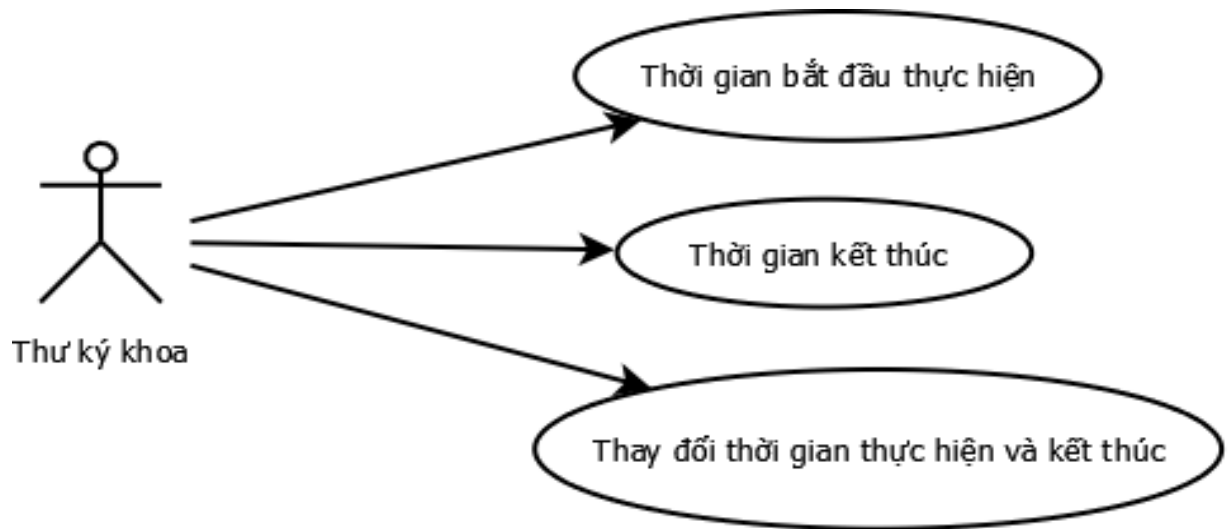 Thời gian bắt đầu thực hiện
Thời gian kết thúc
Thư ký khoa
Thay đổi thời gian thực hiện và kết thúc